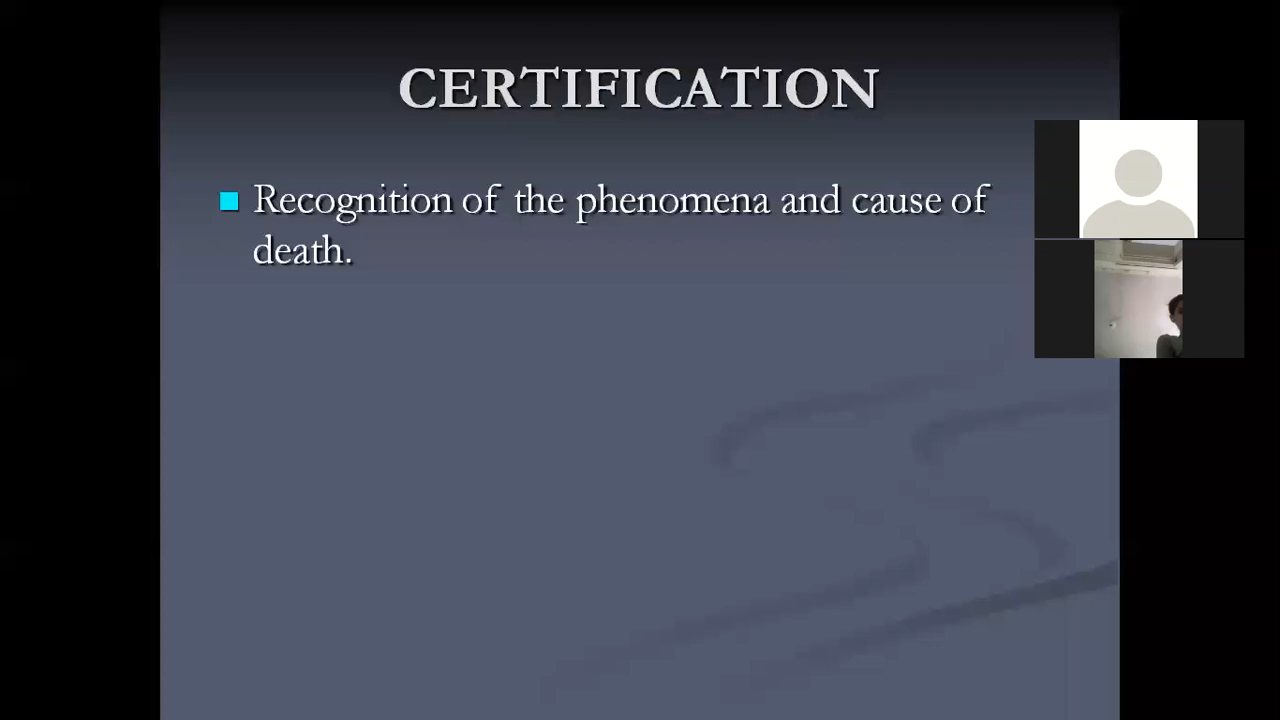 CERTIFICATION
Recognition of the phenomena and cause of
death.